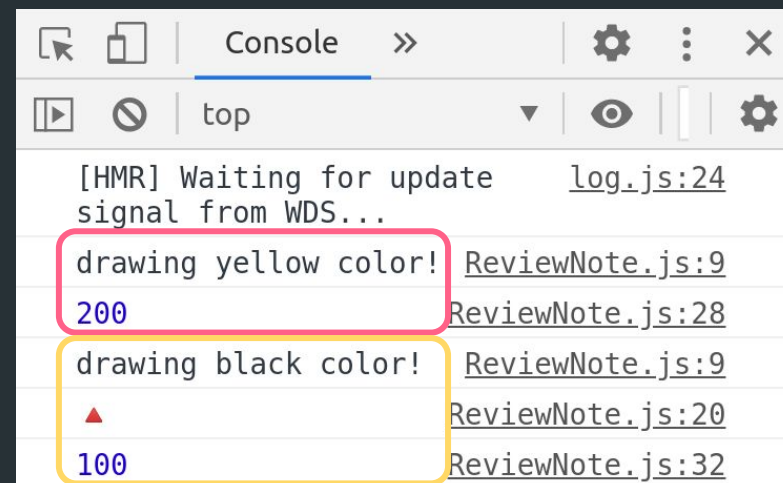 Console
top
[HMR] Waiting for update log.js:24
signal from WDS...
drawing yellow color! ReviewNote.js:9
200 ReviewNote.js:28
drawing black color! ReviewNote.js:9
🔺 ReviewNote.js:20
100 ReviewNote.js:32